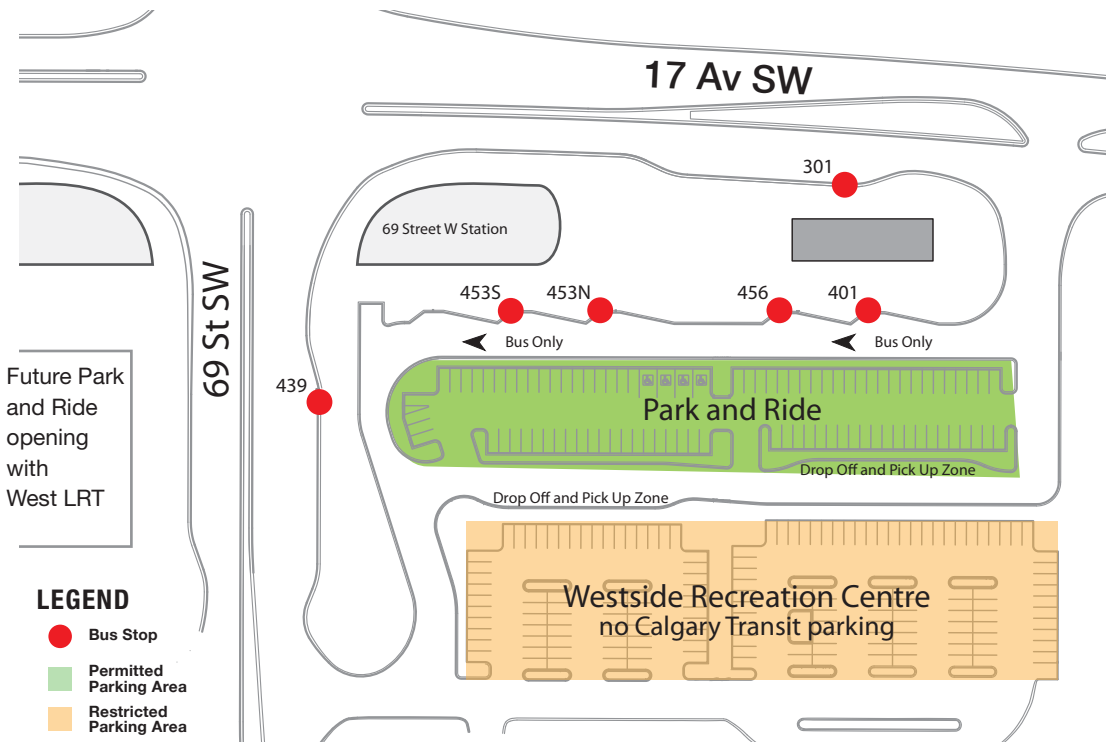 17 Av SW
301
69 Street W Station
453S
453N
456
401
Bus Only
Bus Only
69 St SW
Future Park
and Ride
opening
with
West LRT
439
Park and Ride
Drop Off and Pick Up Zone
Drop Off and Pick Up Zone
Westside Recreation Centre
no Calgary Transit parking
LEGEND
Bus Stop
Permitted
Parking Area
Restricted
Parking Area